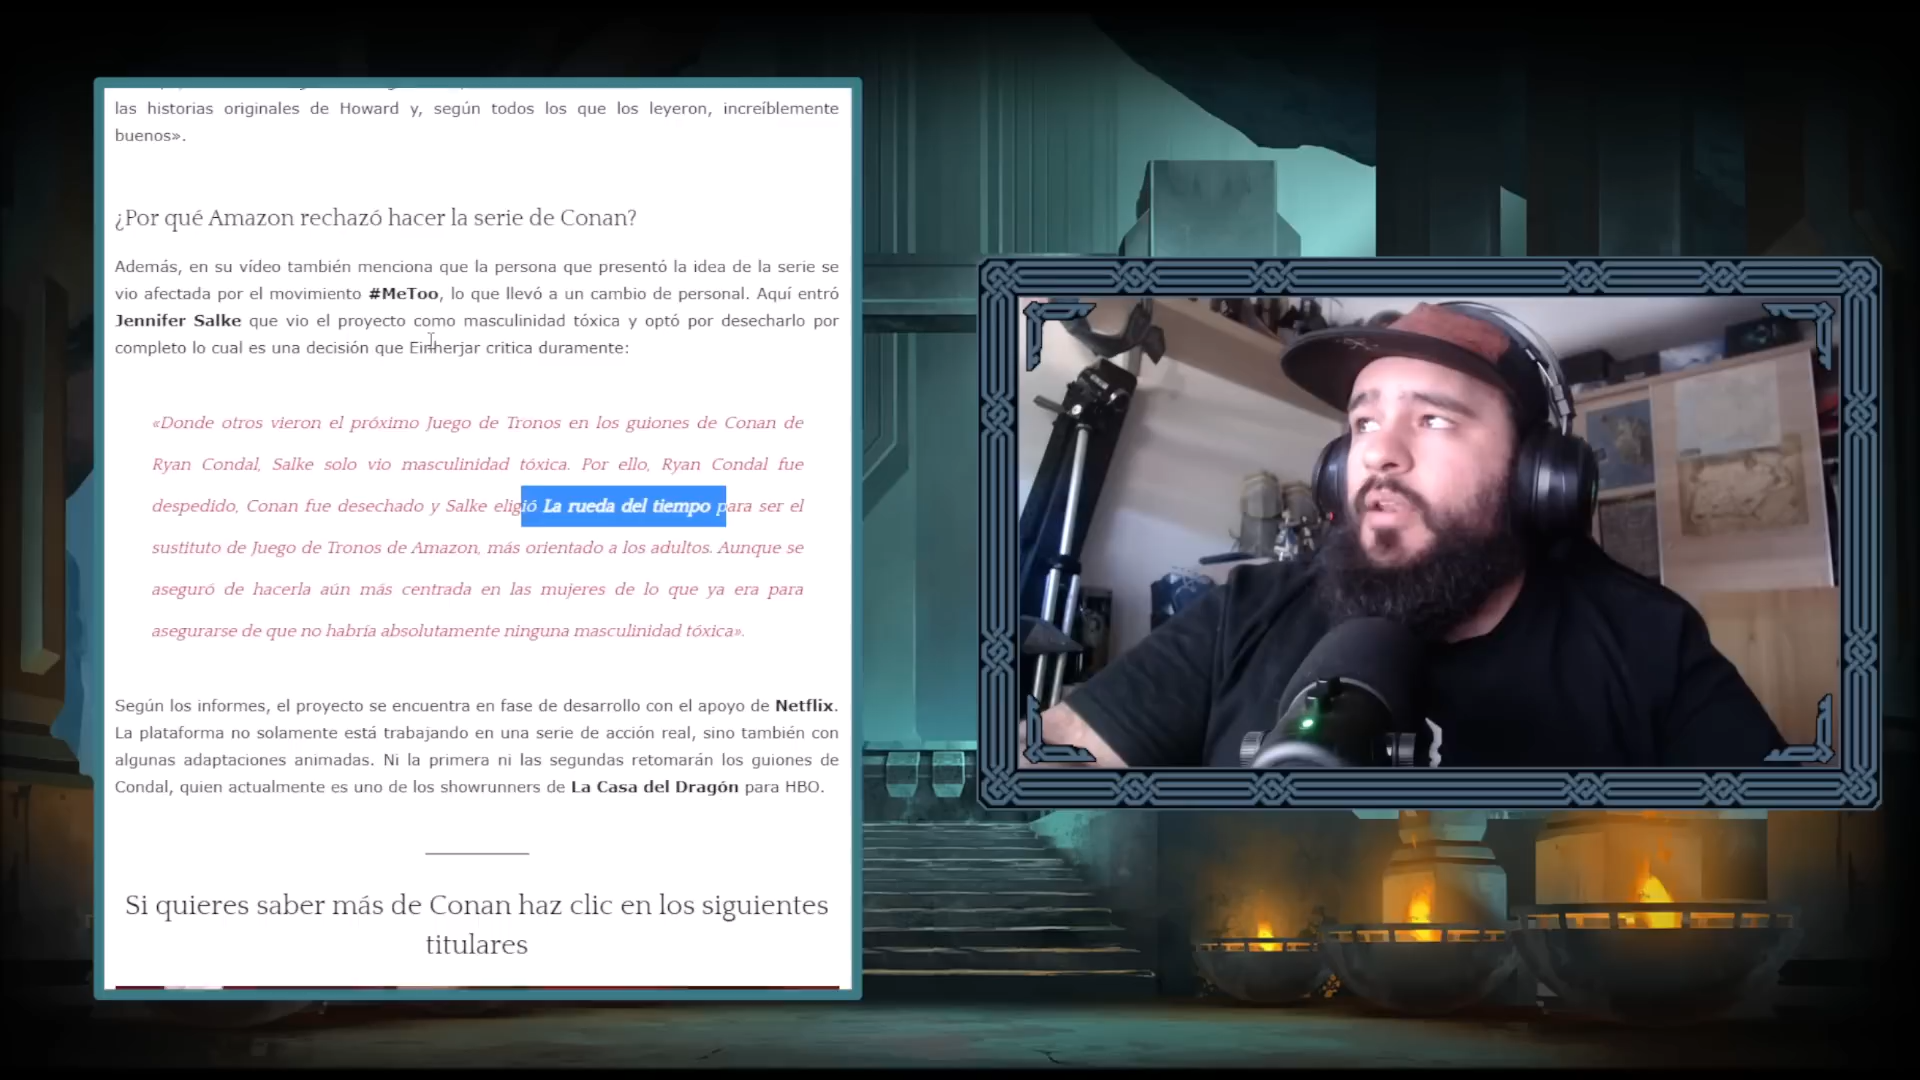 las historias originales de Howard y, según todos los que los leyeron, increíblemente
buenos».
¿Por qué Amazon rechazó hacer la serie de Conan?
Además, en su vídeo también menciona que la persona que presentó la idea de la serie se
vio afectada por el movimiento #MeToo, lo que llevó a un cambio de personal. Aquí entró
Jennifer Salke que vio el proyecto como masculinidad tóxica y optó por desecharlo por
completo lo cual es una decisión que Einherjar critica duramente:
«Donde otros vieron el próximo Juego de Tronos en los guiones de Conan de
Ryan Condal, Salke solo vio masculinidad tóxica. Por ello, Ryan Condal fue
despedido, Conan fue desechado y Salke eligió La rueda del tiempo para ser el
sustituto de Juego de Tronos de Amazon, más orientado a los adultos. Aunque se
aseguró de hacerla aún más centrada en las mujeres de lo que ya era para
asegurarse de que no habría absolutamente ninguna masculinidad tóxica».
Según los informes, el proyecto se encuentra en fase de desarrollo con el apoyo de Netflix.
La plataforma no solamente está trabajando en una serie de acción real, sino también con
algunas adaptaciones animadas. Ni la primera ni las segundas retomarán los guiones de
Condal, quien actualmente es uno de los showrunners de La Casa del Dragón para HBO.
Si quieres saber más de Conan haz clic en los siguientes
titulares